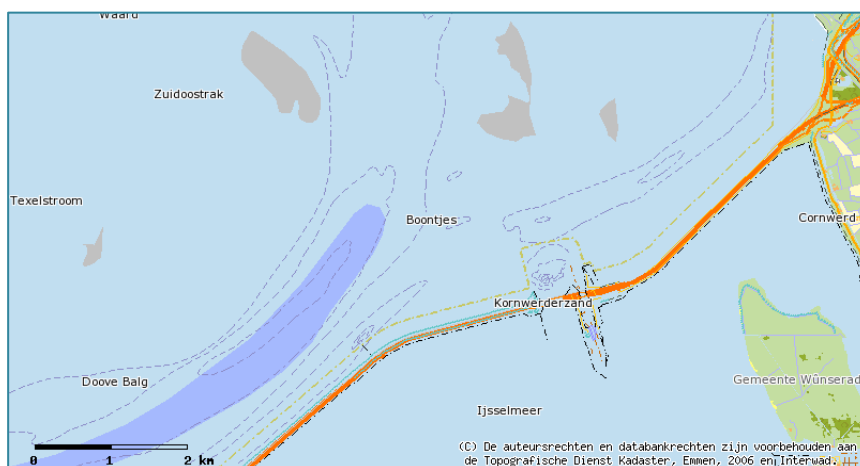 Waard
Zuidoostrak
Texelstroom
Boontjes
Cornwerd
Kornwerderzand
Doove Balg
Gemeente Wûnserad
Ijsselmeer
(C) De auteursrechten en databankrechten zijn voorbehouden aan
de Topografische Dienst Kadaster, Emmen, 2006 en Interwad.
0 1 2 km